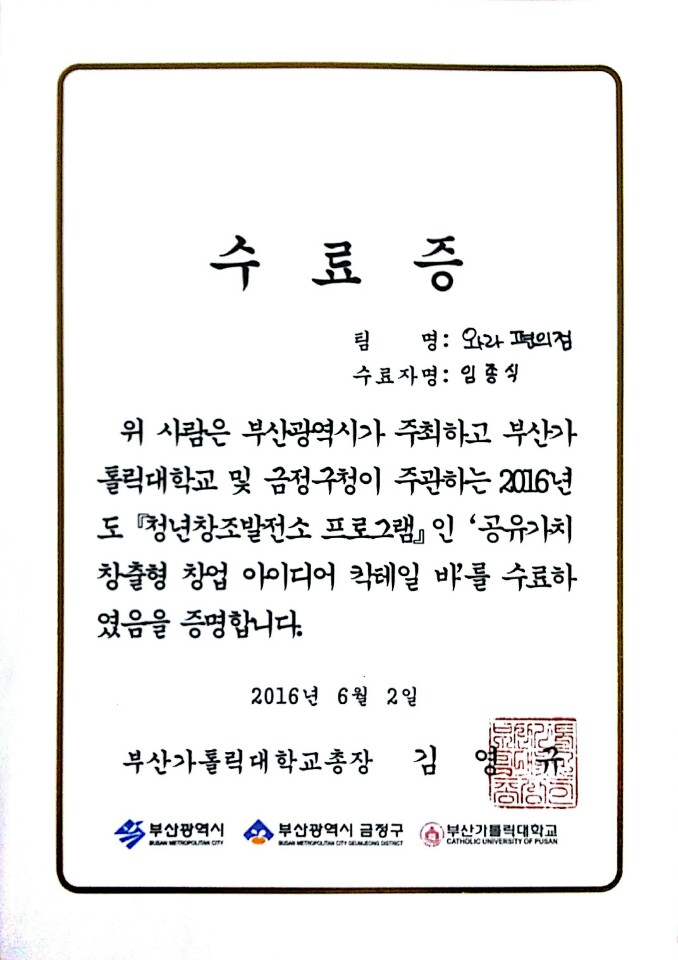 수 료 증
팀 명: 와라 편의점
수료자명: 임종식
위 사람은 부산광역시가 주최하고 부산가
톨릭대학교 및 금정구청이 주관하는 2016년
도 『청년창조발전소 프로그램』인 ‘공유가치
창출형 창업 아이디어 칵테일 바’를 수료하
였음을 증명합니다.
2016년 6월 2일
부산가톨릭대학교총장 김 영 규
부산광역시 부산광역시 금정구 부산가톨릭대학교
BUSAN METROPOLITAN CITY BUSAN METROPOLITAN CITY GEUMJEONG DISTRICT CATHOLIC UNIVERSITY OF PUSAN